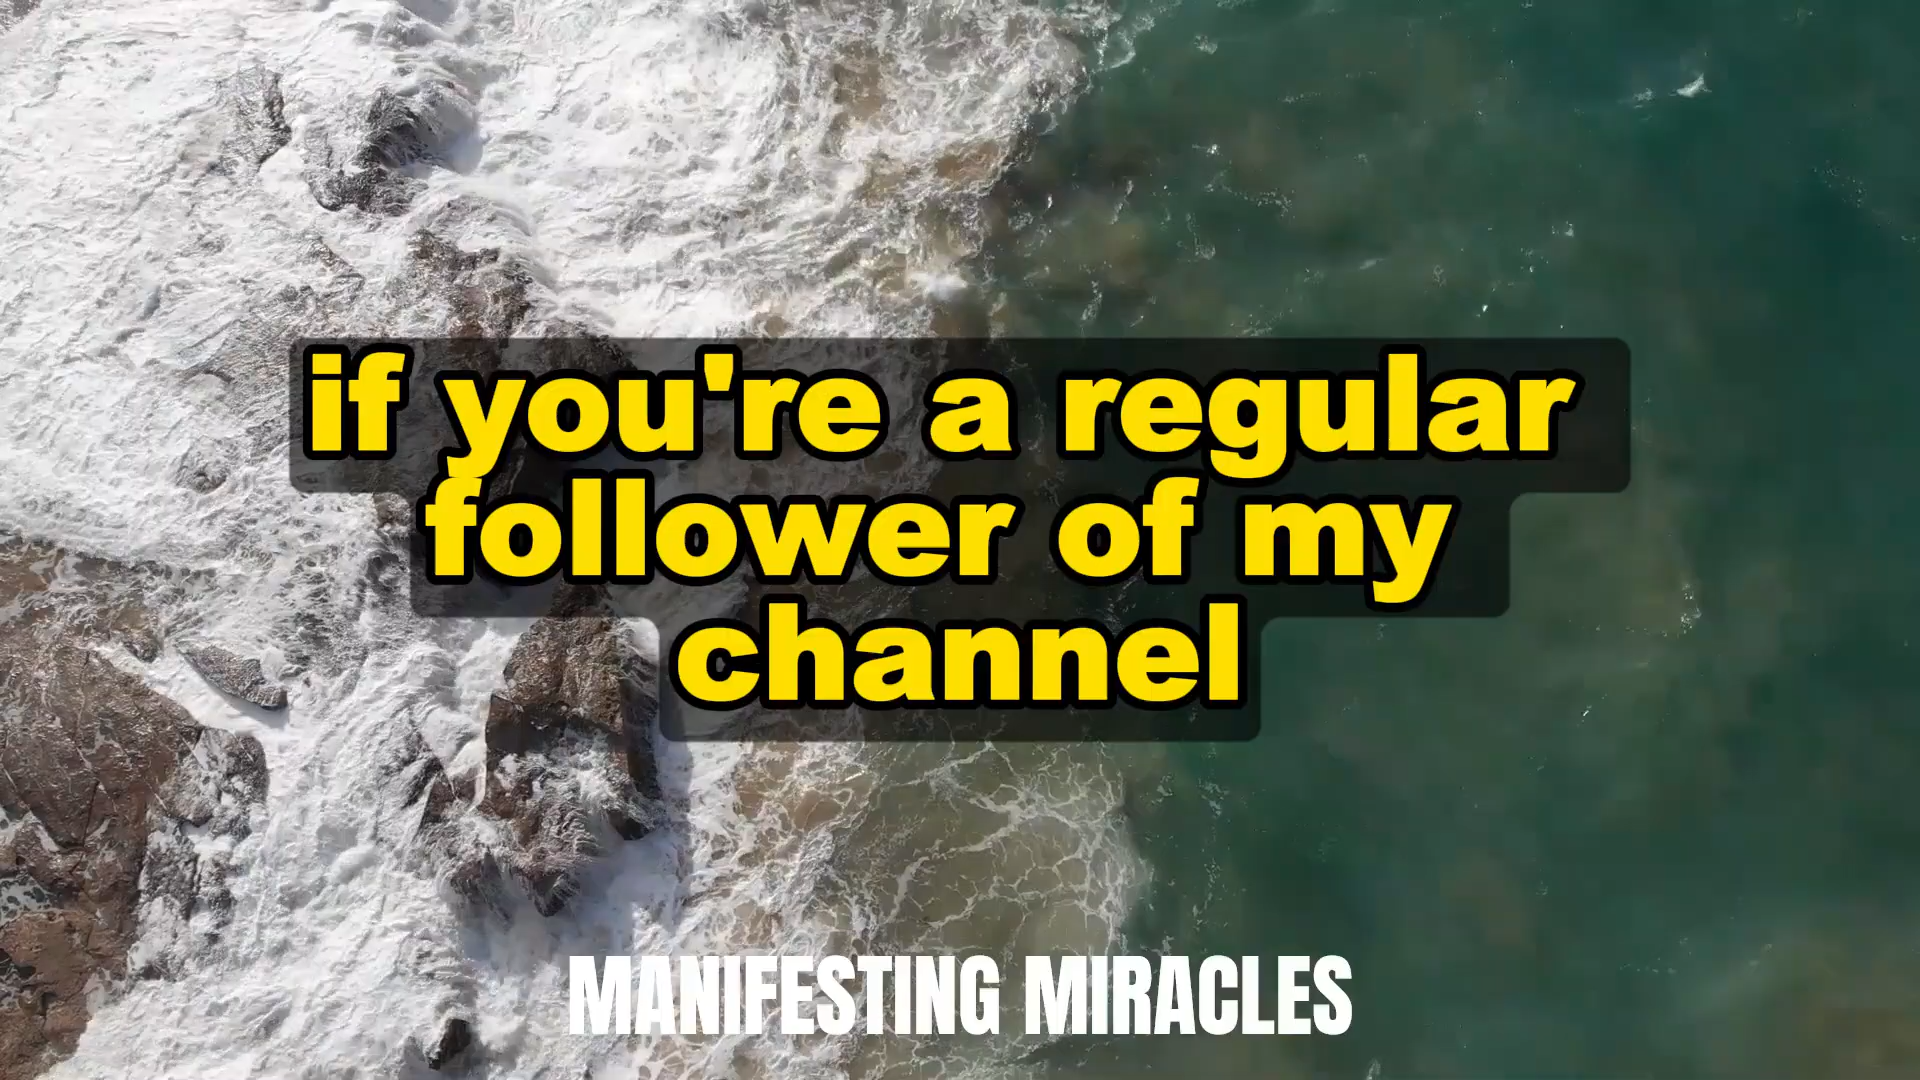 if you're a regular
follower of my
channel
MANIFESTING MIRACLES